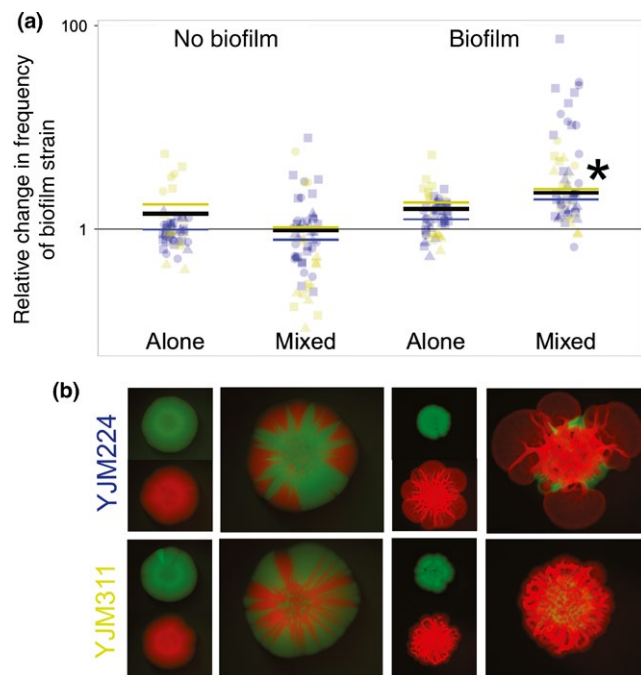 (a)
100
No biofilm
Biofilm
Relative change in frequency
of biofilm strain
*
1
Alone
Mixed
Alone
Mixed
(b)
YJM224
YJM311